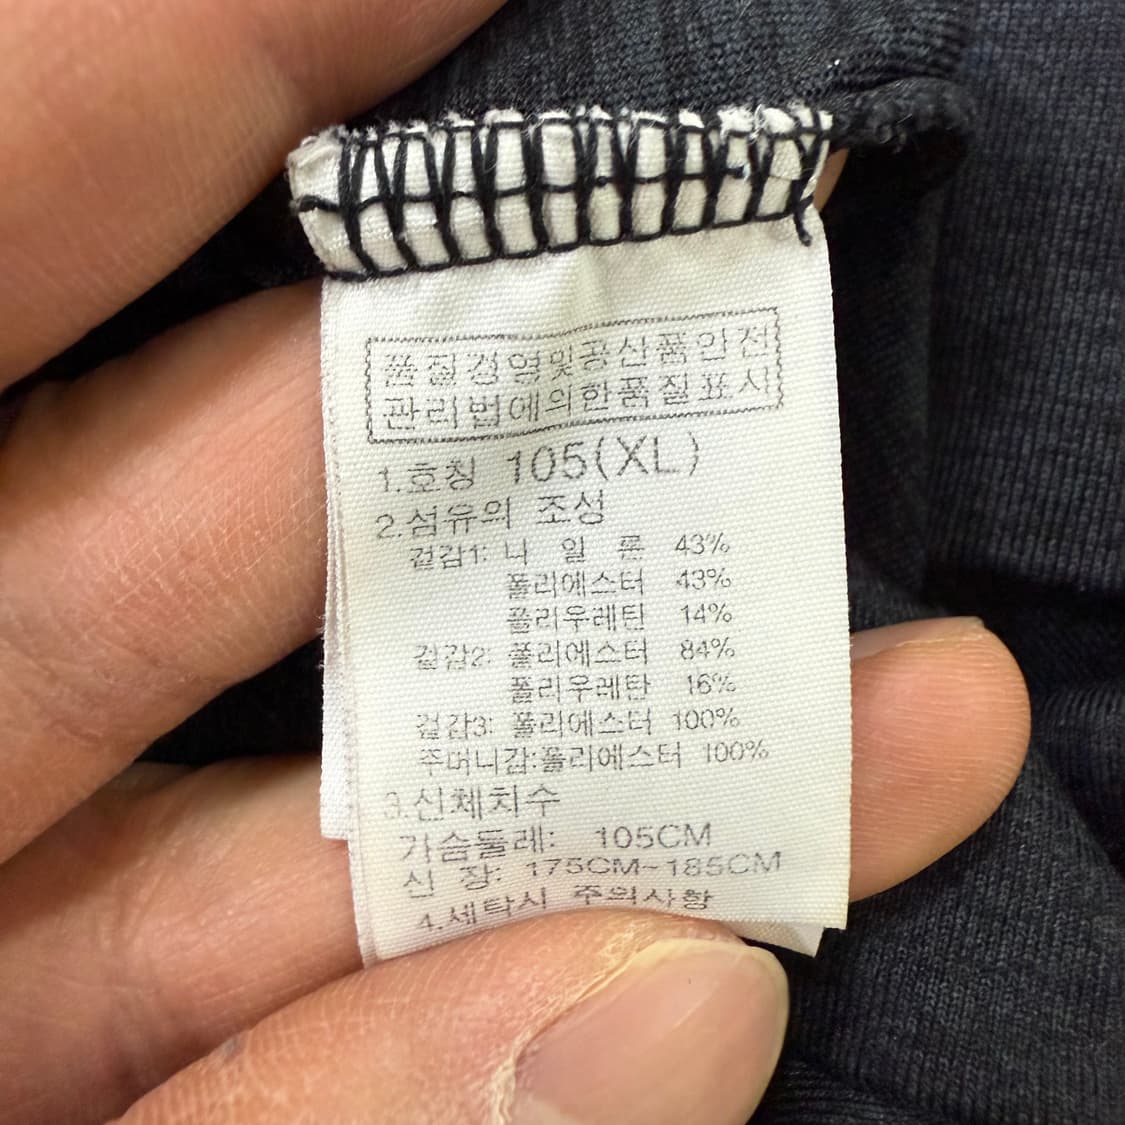 품질경영및공산품안전
관리법에의한품질표시
1.호칭 105(XL)
2.섬유의 조성
겉감1: 나 일 론 43%
폴리에스터 43%
폴리우레탄 14%
겉감2: 폴리에스터 84%
폴리우레탄 16%
겉감3: 폴리에스터 100%
주머니감:폴리에스터 100%
3.신체치수
가슴둘레: 105CM
신 장: 175CM~185CM
4.세탁시 주의사항